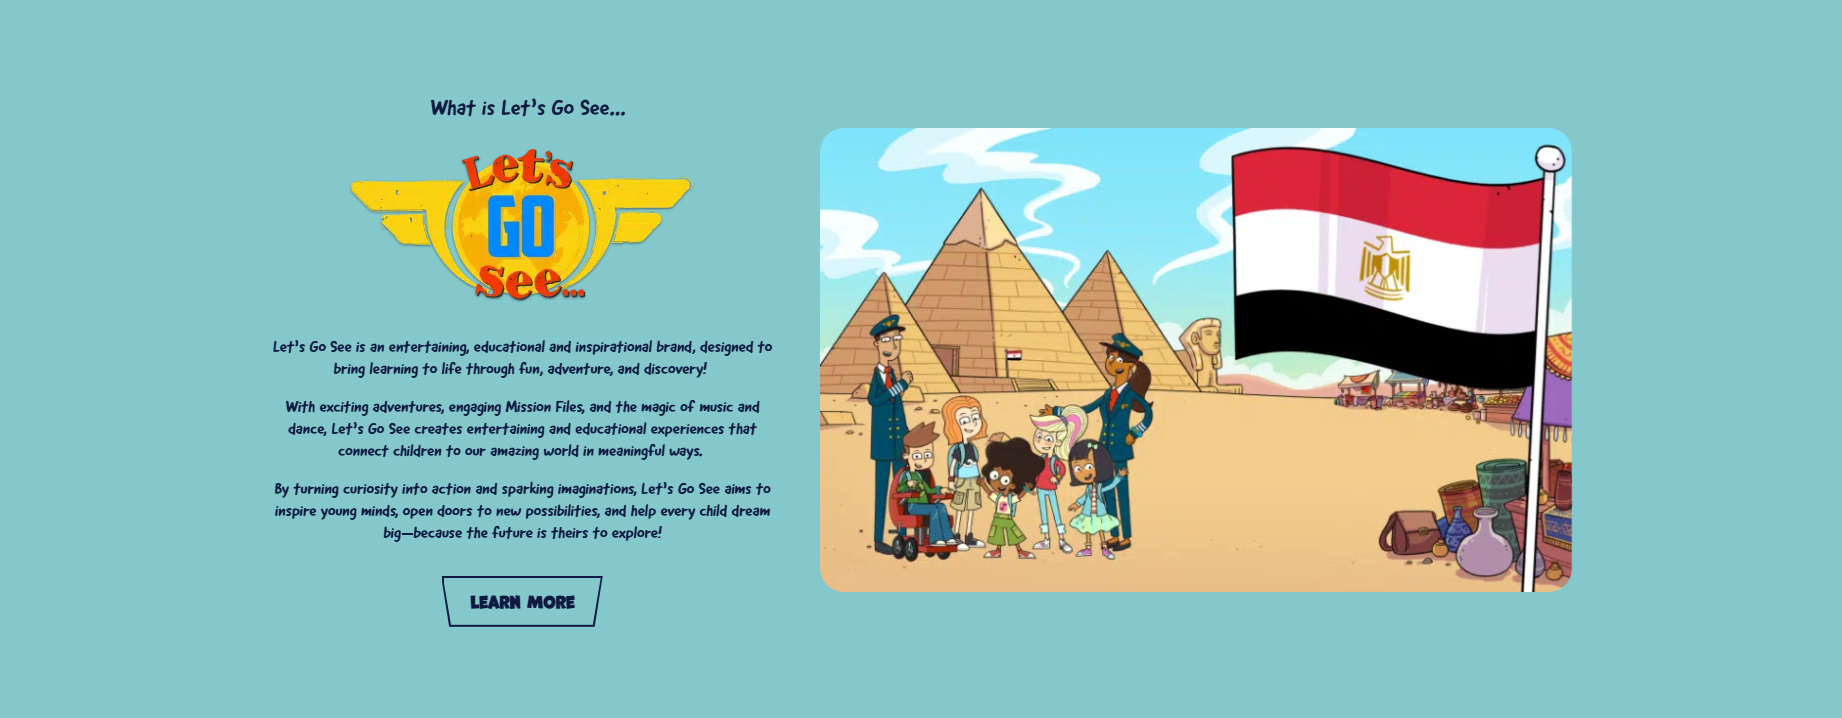 What is Let's Go See...
Let's
GO
See...
Let's Go See is an entertaining, educational and inspirational brand, designed to
bring learning to life through fun, adventure, and discovery!
With exciting adventures, engaging Mission Files, and the magic of music and
dance, Let's Go See creates entertaining and educational experiences that
connect children to our amazing world in meaningful ways.
By turning curiosity into action and sparking imaginations, Let's Go See aims to
inspire young minds, open doors to new possibilities, and help every child dream
big—because the future is theirs to explore!
LEARN MORE